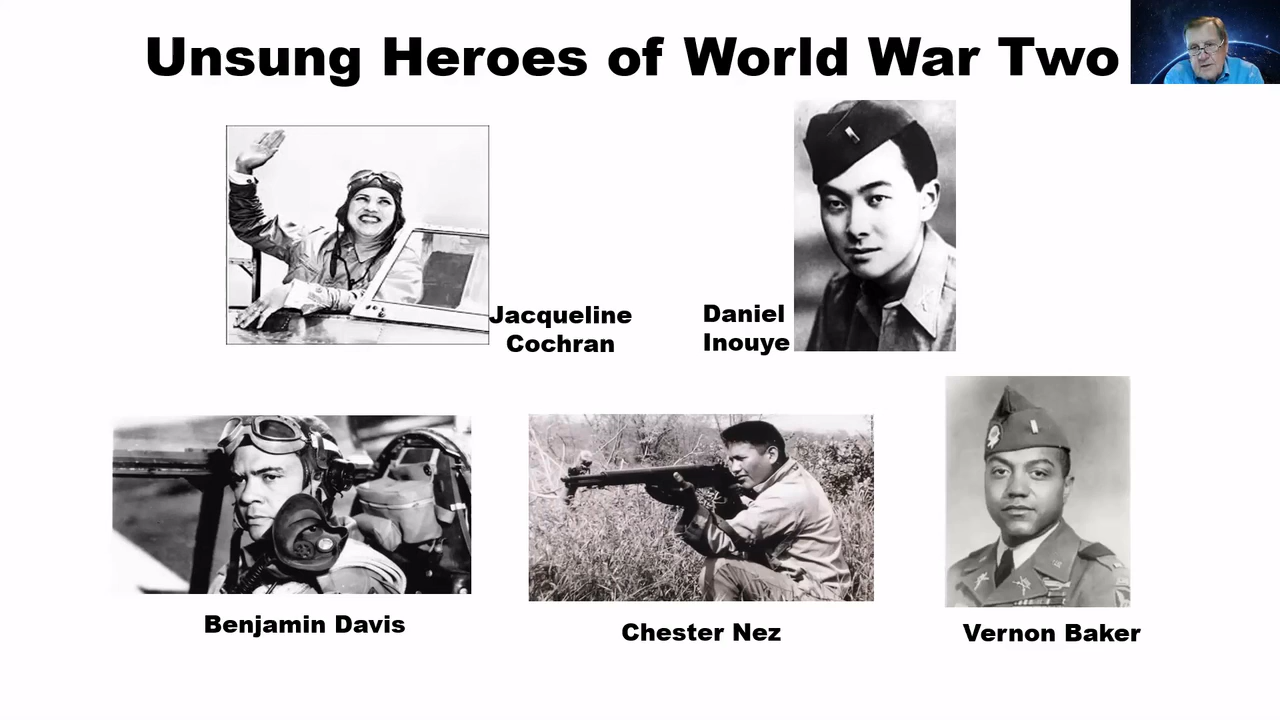 Unsung Heroes of World War Two
Jacqueline
Cochran
Daniel
Inouye
Benjamin Davis
Chester Nez
Vernon Baker